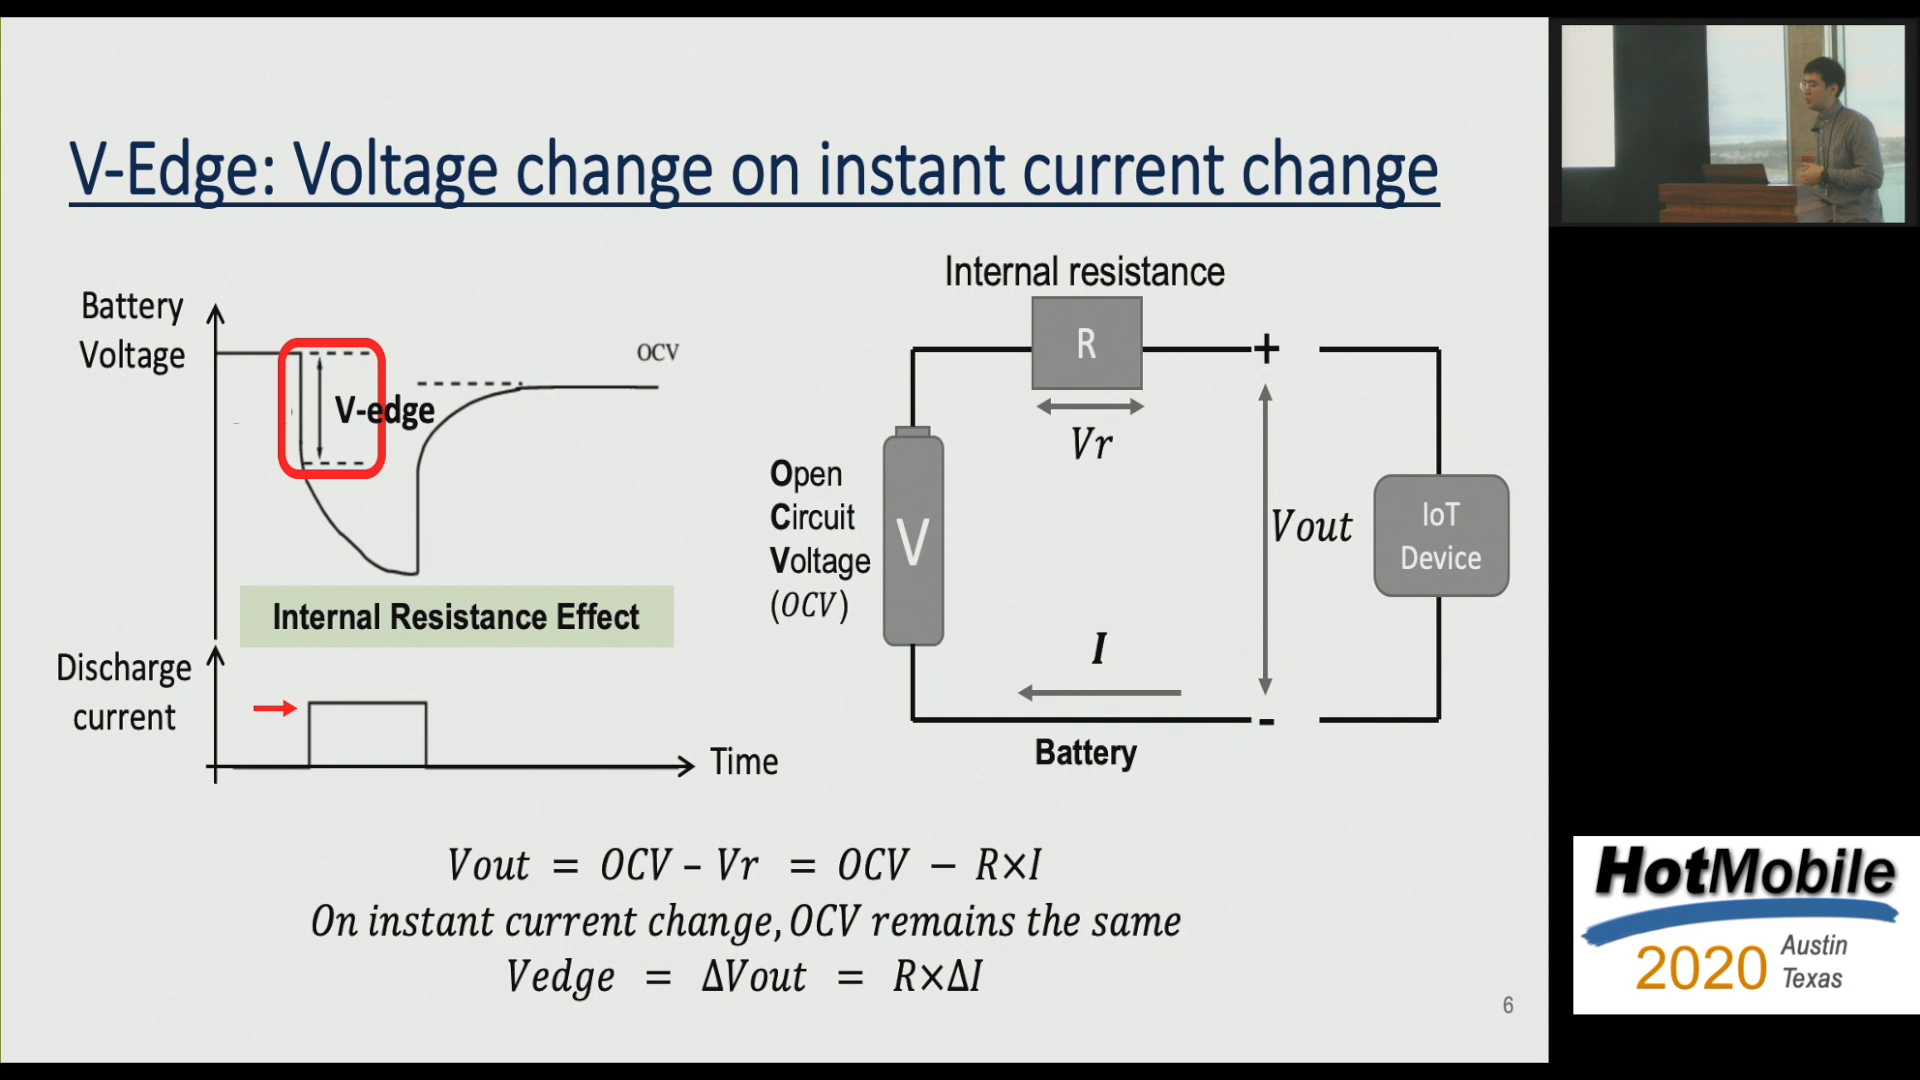 V-Edge: Voltage change on instant current change
Battery
Voltage
V-edge
OCV
Internal Resistance Effect
Discharge
current
Time
Internal resistance
R
Vr
+
Open
Circuit
Voltage
(OCV)
V
Vout
IoT
Device
I
-
Battery
Vout = OCV – Vr = OCV − R×I
On instant current change, OCV remains the same
Vedge = ΔVout = R×ΔI
6
HotMobile
2020
Austin
Texas